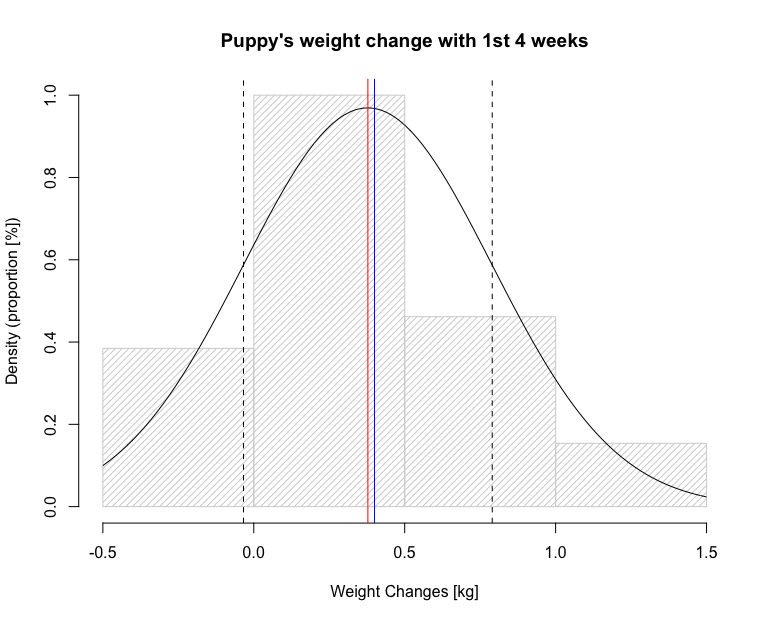 Puppy's weight change with 1st 4 weeks
Density (proportion [%])
1.0
0.8
0.6
0.4
0.2
0.0
-0.5 0.0 0.5 1.0 1.5
Weight Changes [kg]